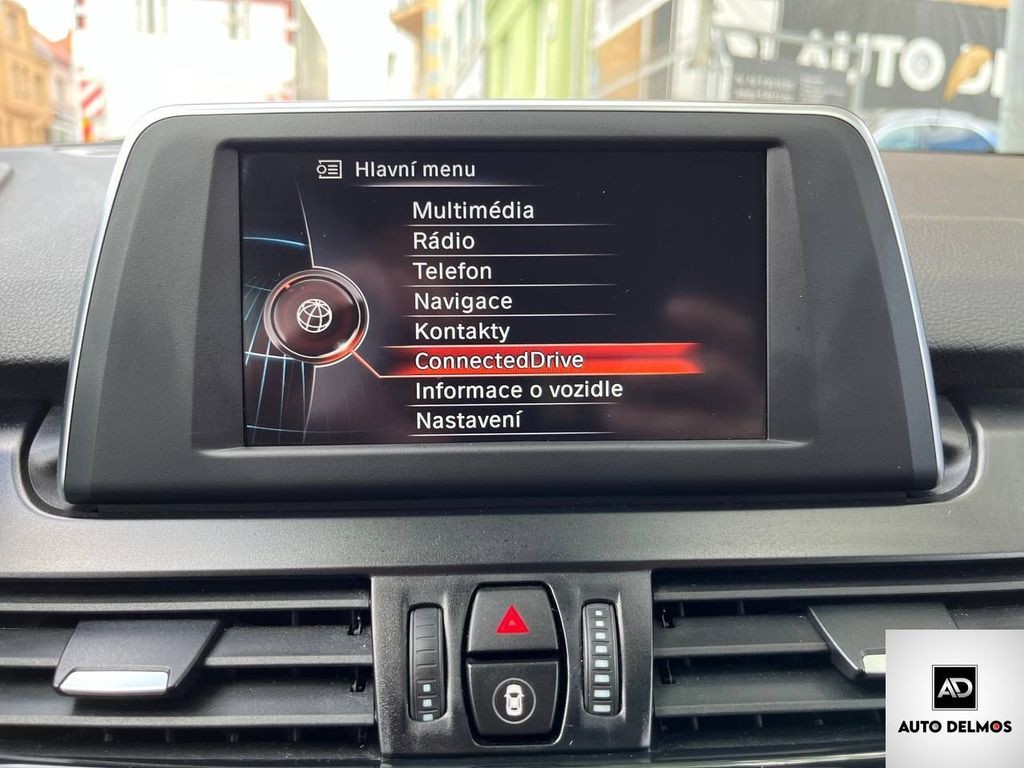 AUTO D
Hlavní menu
Multimédia
Rádio
Telefon
Navigace
Kontakty
ConnectedDrive
Informace o vozidle
Nastavení
AD
AUTO DELMOS